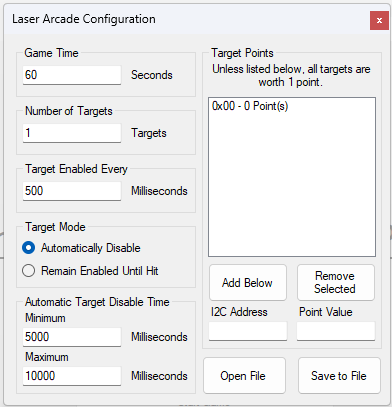 Laser Arcade Configuration
x
Game Time
60
Seconds
Number of Targets
1
Targets
Target Enabled Every
500
Milliseconds
Target Mode
Automatically Disable
Remain Enabled Until Hit
Automatic Target Disable Time
Minimum
5000
Milliseconds
Maximum
10000
Milliseconds
Target Points
Unless listed below, all targets are
worth 1 point.
0x00 - 0 Point(s)
Add Below
Remove
Selected
I2C Address
Point Value
Open File
Save to File